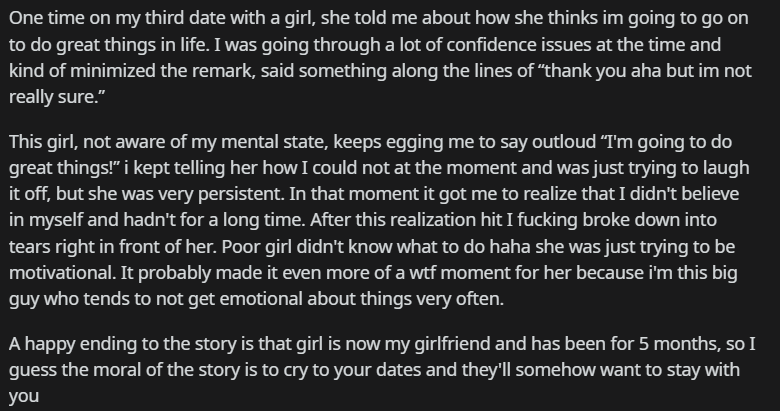 One time on my third date with a girl, she told me about how she thinks im going to go on
to do great things in life. I was going through a lot of confidence issues at the time and
kind of minimized the remark, said something along the lines of “thank you aha but im not
really sure.”
This girl, not aware of my mental state, keeps egging me to say outloud “I'm going to do
great things!” i kept telling her how I could not at the moment and was just trying to laugh
it off, but she was very persistent. In that moment it got me to realize that I didn't believe
in myself and hadn't for a long time. After this realization hit I fucking broke down into
tears right in front of her. Poor girl didn't know what to do haha she was just trying to be
motivational. It probably made it even more of a wtf moment for her because i'm this big
guy who tends to not get emotional about things very often.
A happy ending to the story is that girl is now my girlfriend and has been for 5 months, so I
guess the moral of the story is to cry to your dates and they'll somehow want to stay with
you